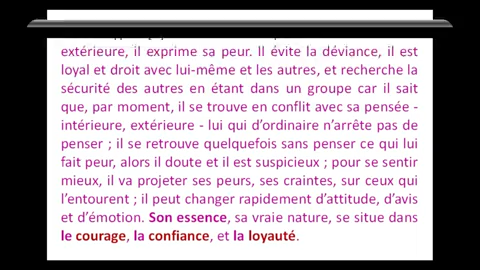 extérieure, il exprime sa peur. Il évite la déviance, il est
loyal et droit avec lui-même et les autres, et recherche la
sécurité des autres en étant dans un groupe car il sait
que, par moment, il se trouve en conflit avec sa pensée -
intérieure, extérieure - lui qui d’ordinaire n’arrête pas de
penser ; il se retrouve quelquefois sans penser ce qui lui
fait peur, alors il doute et il est suspicieux ; pour se sentir
mieux, il va projeter ses peurs, ses craintes, sur ceux qui
l’entourent ; il peut changer rapidement d’attitude, d’avis
et d’émotion. Son essence, sa vraie nature, se situe dans
le courage, la confiance, et la loyauté.